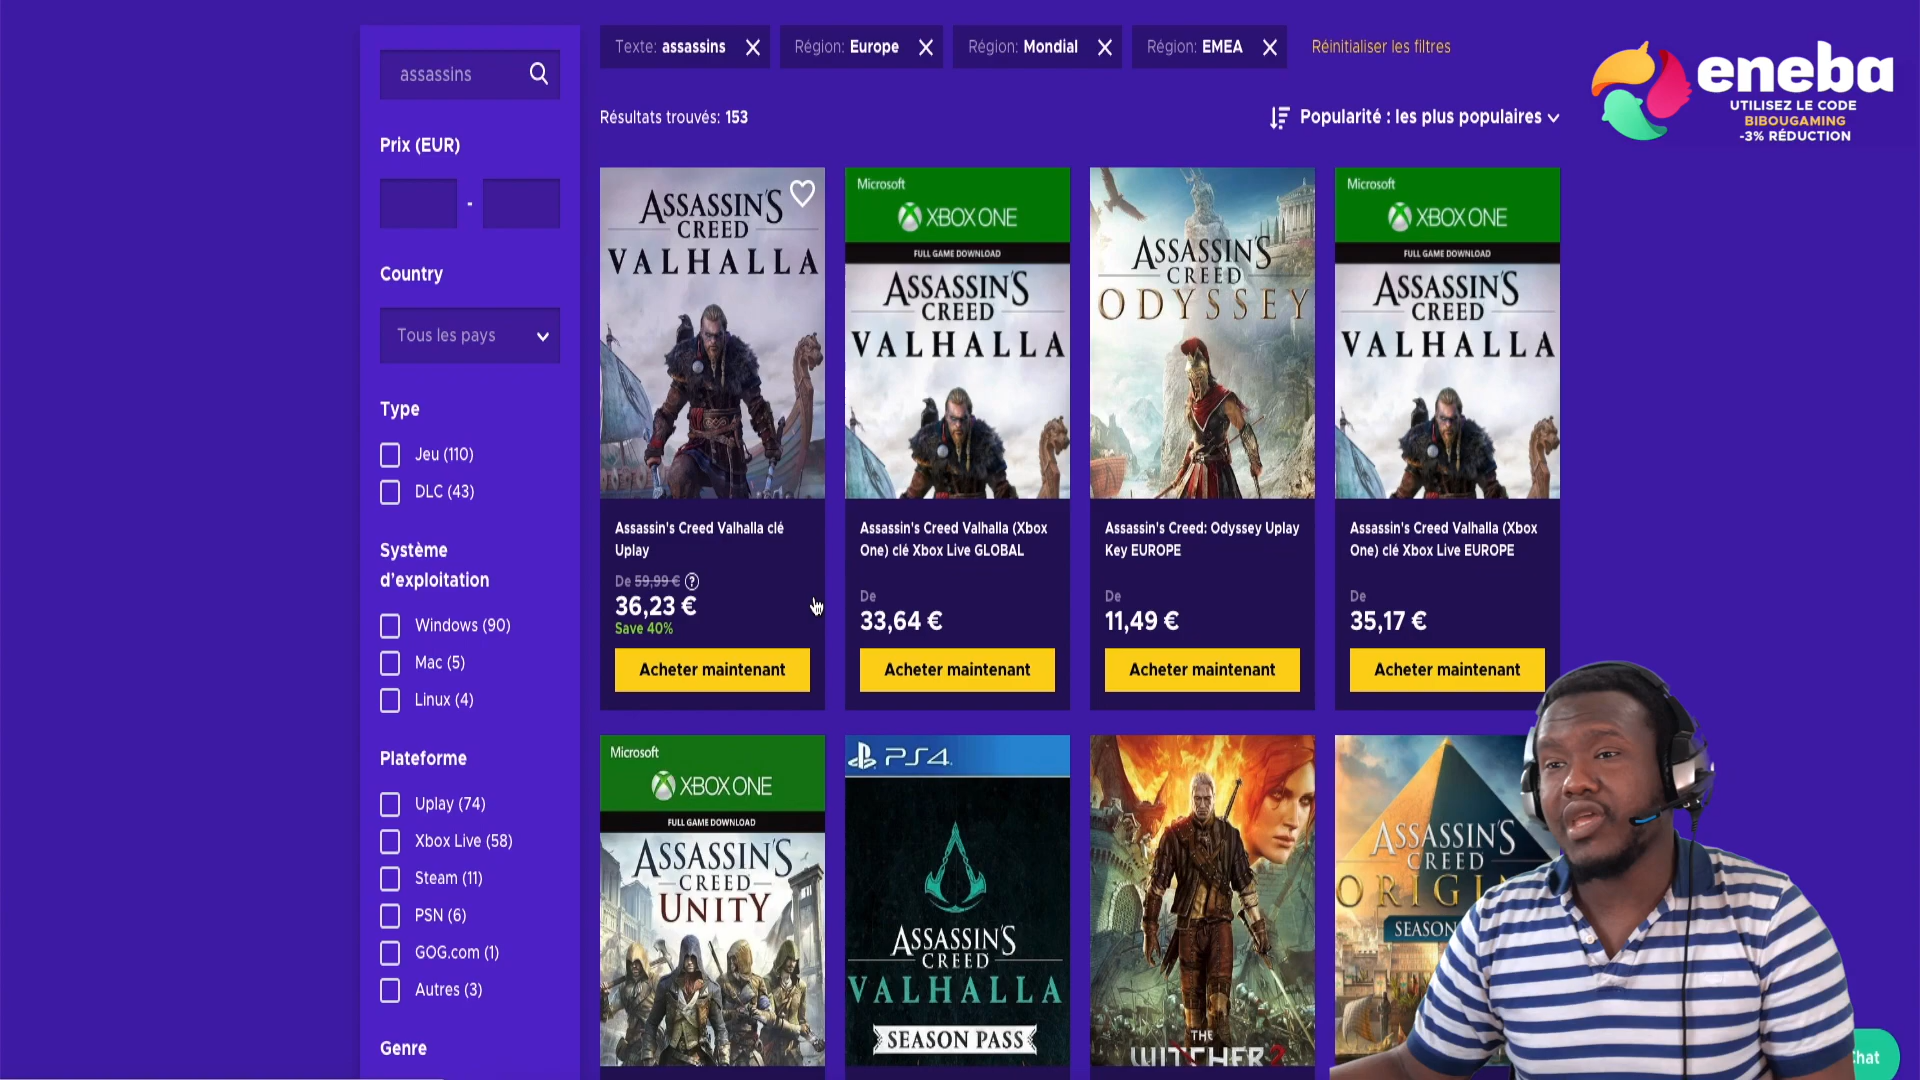 assassins
Prix (EUR)
-
Country
Tous les pays
Type
Jeu (110)
DLC (43)
Système
d'exploitation
Windows (90)
Mac (5)
Linux (4)
Plateforme
Uplay (74)
Xbox Live (58)
Steam (11)
PSN (6)
GOG.com (1)
Autres (3)
Genre
Texte: assassins
Région: Europe
Région: Mondial
Région: EMEA
Réinitialiser les filtres
Résultats trouvés: 153
Popularité : les plus populaires
eneba
UTILISEZ LE CODE
BIBOUGAMING
-3% RÉDUCTION
ASSASSIN'S
CREED
VALHALLA
Assassin's Creed Valhalla clé
Uplay
De 59,99 € ?
36,23 €
Save 40%
Acheter maintenant
Microsoft
XBOX ONE
FULL GAME DOWNLOAD
ASSASSIN'S
CREED
VALHALLA
Assassin's Creed Valhalla (Xbox
One) clé Xbox Live GLOBAL
De
33,64 €
Acheter maintenant
ASSASSIN'S
CREED
ODYSSEY
Assassin's Creed: Odyssey Uplay
Key EUROPE
De
11,49 €
Acheter maintenant
Microsoft
XBOX ONE
FULL GAME DOWNLOAD
ASSASSIN'S
CREED
VALHALLA
Assassin's Creed Valhalla (Xbox
One) clé Xbox Live EUROPE
De
35,17 €
Acheter maintenant
Microsoft
XBOX ONE
FULL GAME DOWNLOAD
ASSASSIN'S
CREED
UNITY
PS4
ASSASSIN'S
CREED
VALHALLA
SEASON PASS
THE
WITCHER 2
ASSASSIN'S
CREED
ORIGIN
SEASON
hat